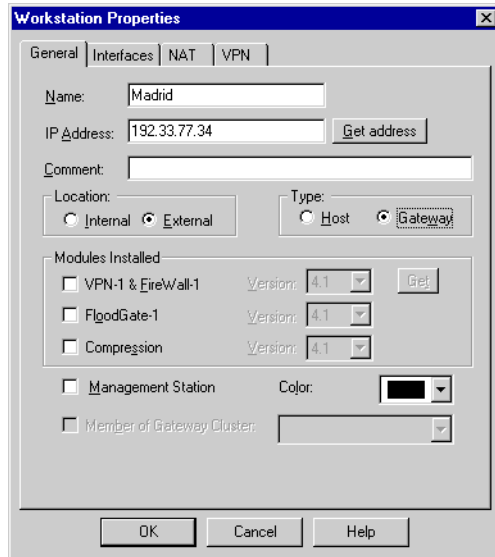 Workstation Properties
General Interfaces NAT VPN
Name: Madrid
IP Address: 192.33.77.34 Get address
Comment:
Location: Type:
Internal External Host Gateway
Modules Installed
VPN-1 & FireWall-1 Version: 4.1 Get
FloodGate-1 Version: 4.1
Compression Version: 4.1
Management Station Color:
Member of Gateway Cluster:
OK Cancel Help